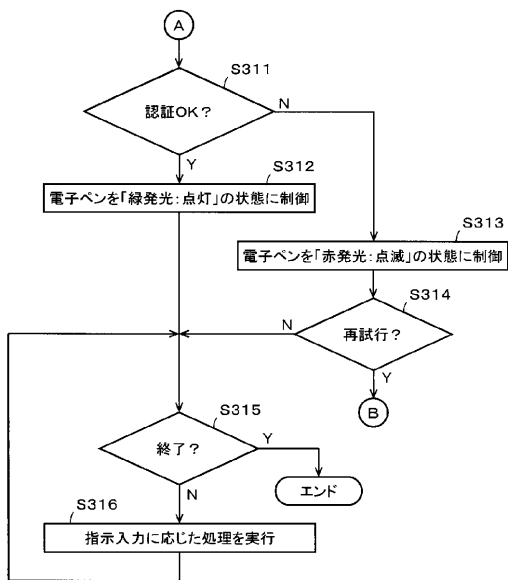 A
S311
認証OK?
N
Y
S312
電子ペンを「緑発光:点灯」の状態に制御
S313
電子ペンを「赤発光:点滅」の状態に制御
S314
再試行?
N
Y
B
S315
終了?
Y
N
エンド
S316
指示入力に応じた処理を実行